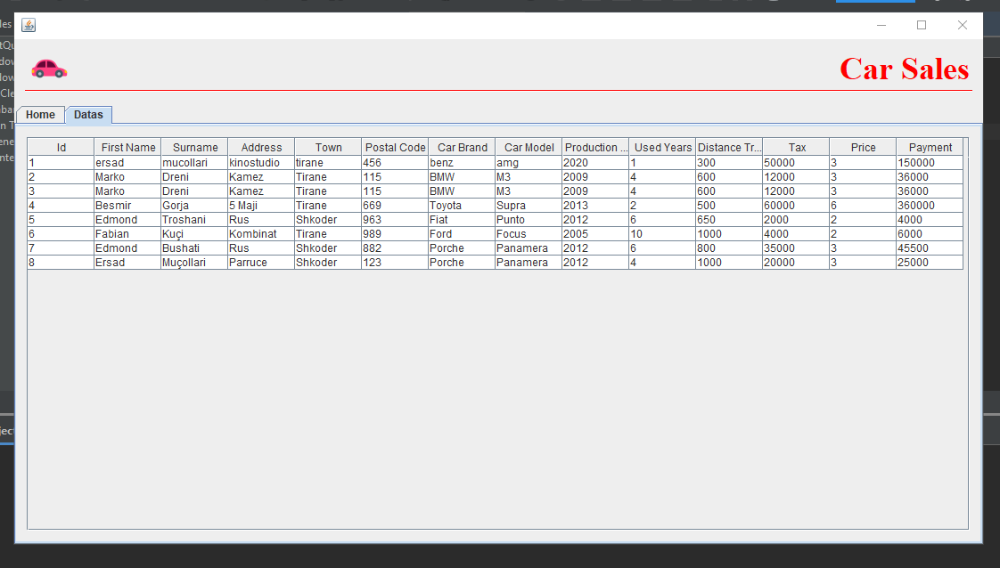 Car Sales
Home Datas
Id First Name Surname Address Town Postal Code Car Brand Car Model Production ... Used Years Distance Tr... Tax Price Payment
1 ersad mucollari kinostudio tirane 456 benz amg 2020 1 300 50000 3 150000
2 Marko Dreni Kamez Tirane 115 BMW M3 2009 4 600 12000 3 36000
3 Marko Dreni Kamez Tirane 115 BMW M3 2009 4 600 12000 3 36000
4 Besmir Gorja 5 Maji Tirane 669 Toyota Supra 2013 2 500 60000 6 360000
5 Edmond Troshani Rus Shkoder 963 Fiat Punto 2012 6 650 2000 2 4000
6 Fabian Kuçi Kombinat Tirane 989 Ford Focus 2005 10 1000 4000 2 6000
7 Edmond Bushati Rus Shkoder 882 Porche Panamera 2012 6 800 35000 3 45500
8 Ersad Muçollari Parruce Shkoder 123 Porche Panamera 2012 4 1000 20000 3 25000